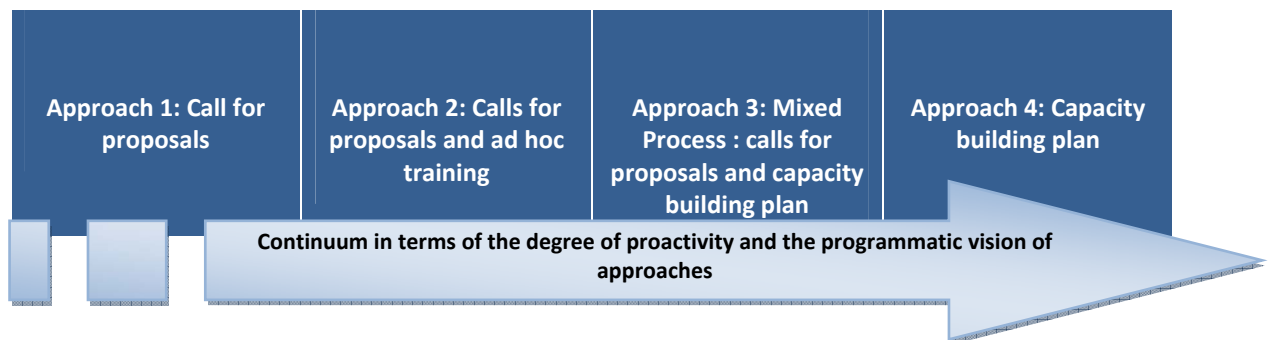 Approach 1: Call for
proposals
Approach 2: Calls for
proposals and ad hoc
training
Approach 3: Mixed
Process : calls for
proposals and capacity
building plan
Approach 4: Capacity
building plan
Continuum in terms of the degree of proactivity and the programmatic vision of
approaches